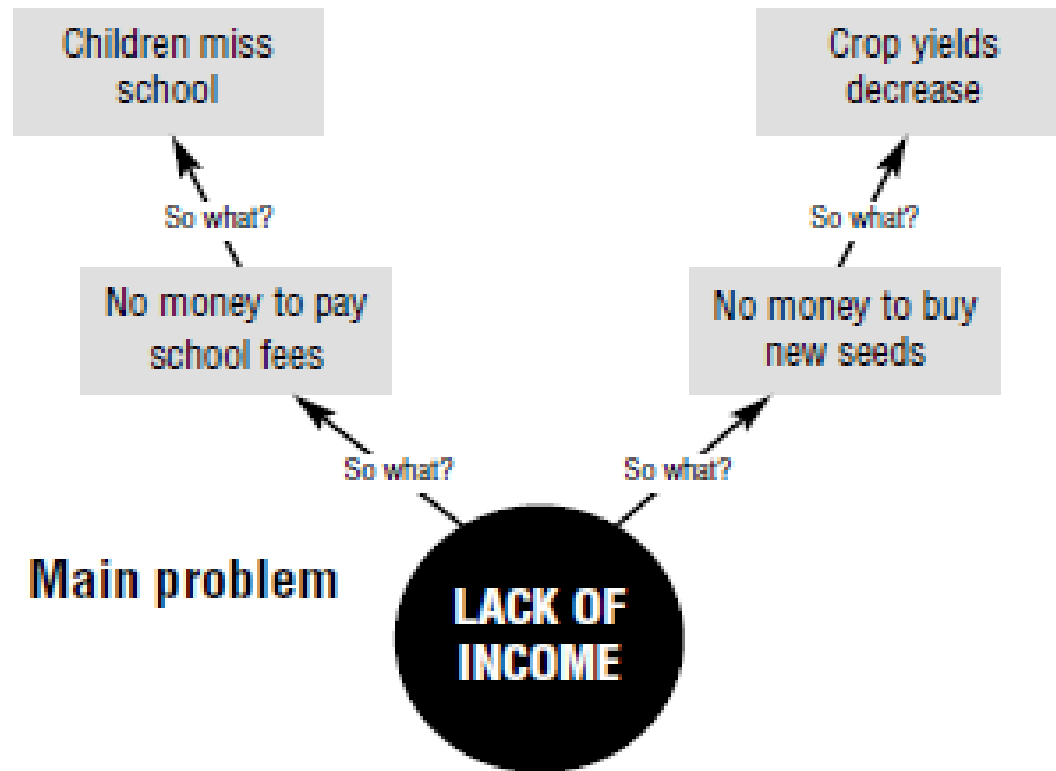 Children miss
school
Crop yields
decrease
So what?
So what?
No money to pay
school fees
No money to buy
new seeds
So what?
So what?
Main problem
LACK OF
INCOME